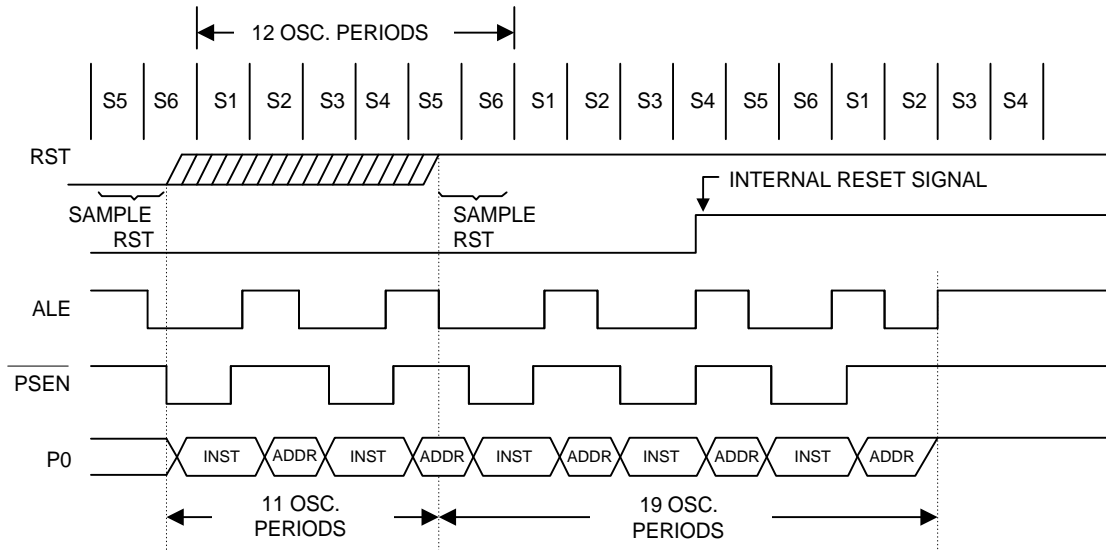 12 OSC. PERIODS
S5 S6 S1 S2 S3 S4 S5 S6 S1 S2 S3 S4 S5 S6 S1 S2 S3 S4
RST
INTERNAL RESET SIGNAL
SAMPLE SAMPLE
RST RST
ALE
PSEN
P0 INST ADDR INST ADDR INST ADDR INST ADDR INST ADDR
11 OSC. 19 OSC.
PERIODS PERIODS